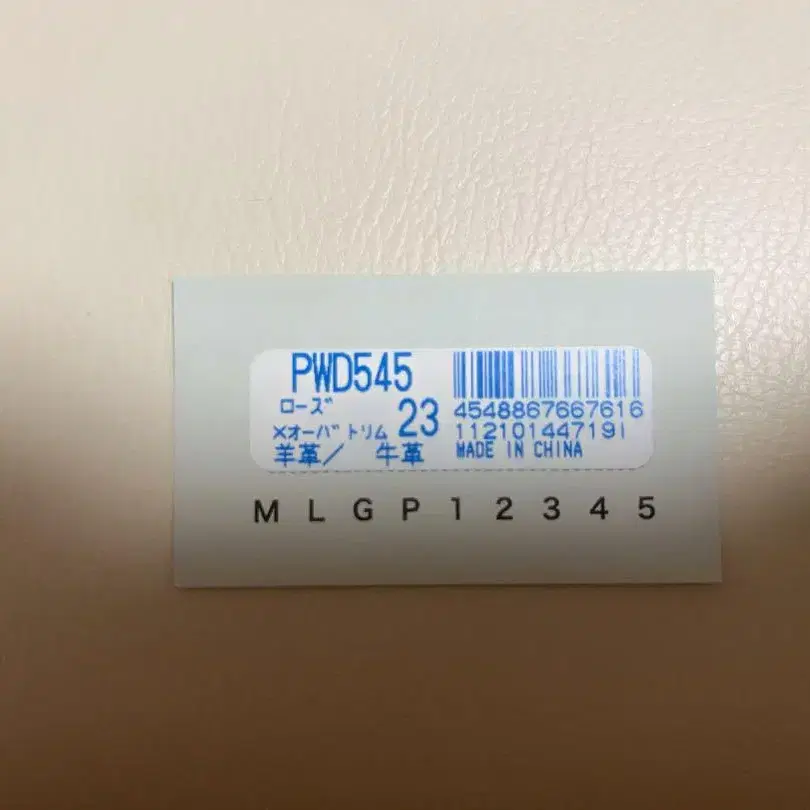 PWD545
ローズ
×オーバトリム 23
羊革/ 牛革
4548867667616
112101447191
MADE IN CHINA
M L G P 1 2 3 4 5